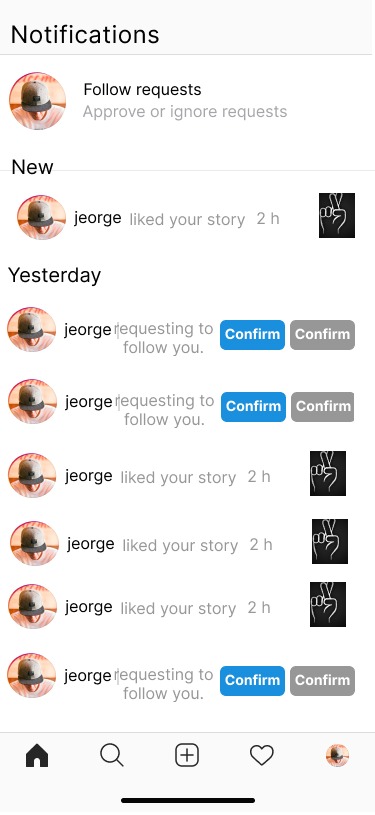 Notifications
Follow requests
Approve or ignore requests
New
jeorge liked your story 2 h
Yesterday
jeorge requesting to Confirm Confirm
follow you.
jeorge requesting to Confirm Confirm
follow you.
jeorge liked your story 2 h
jeorge liked your story 2 h
jeorge liked your story 2 h
jeorge requesting to Confirm Confirm
follow you.